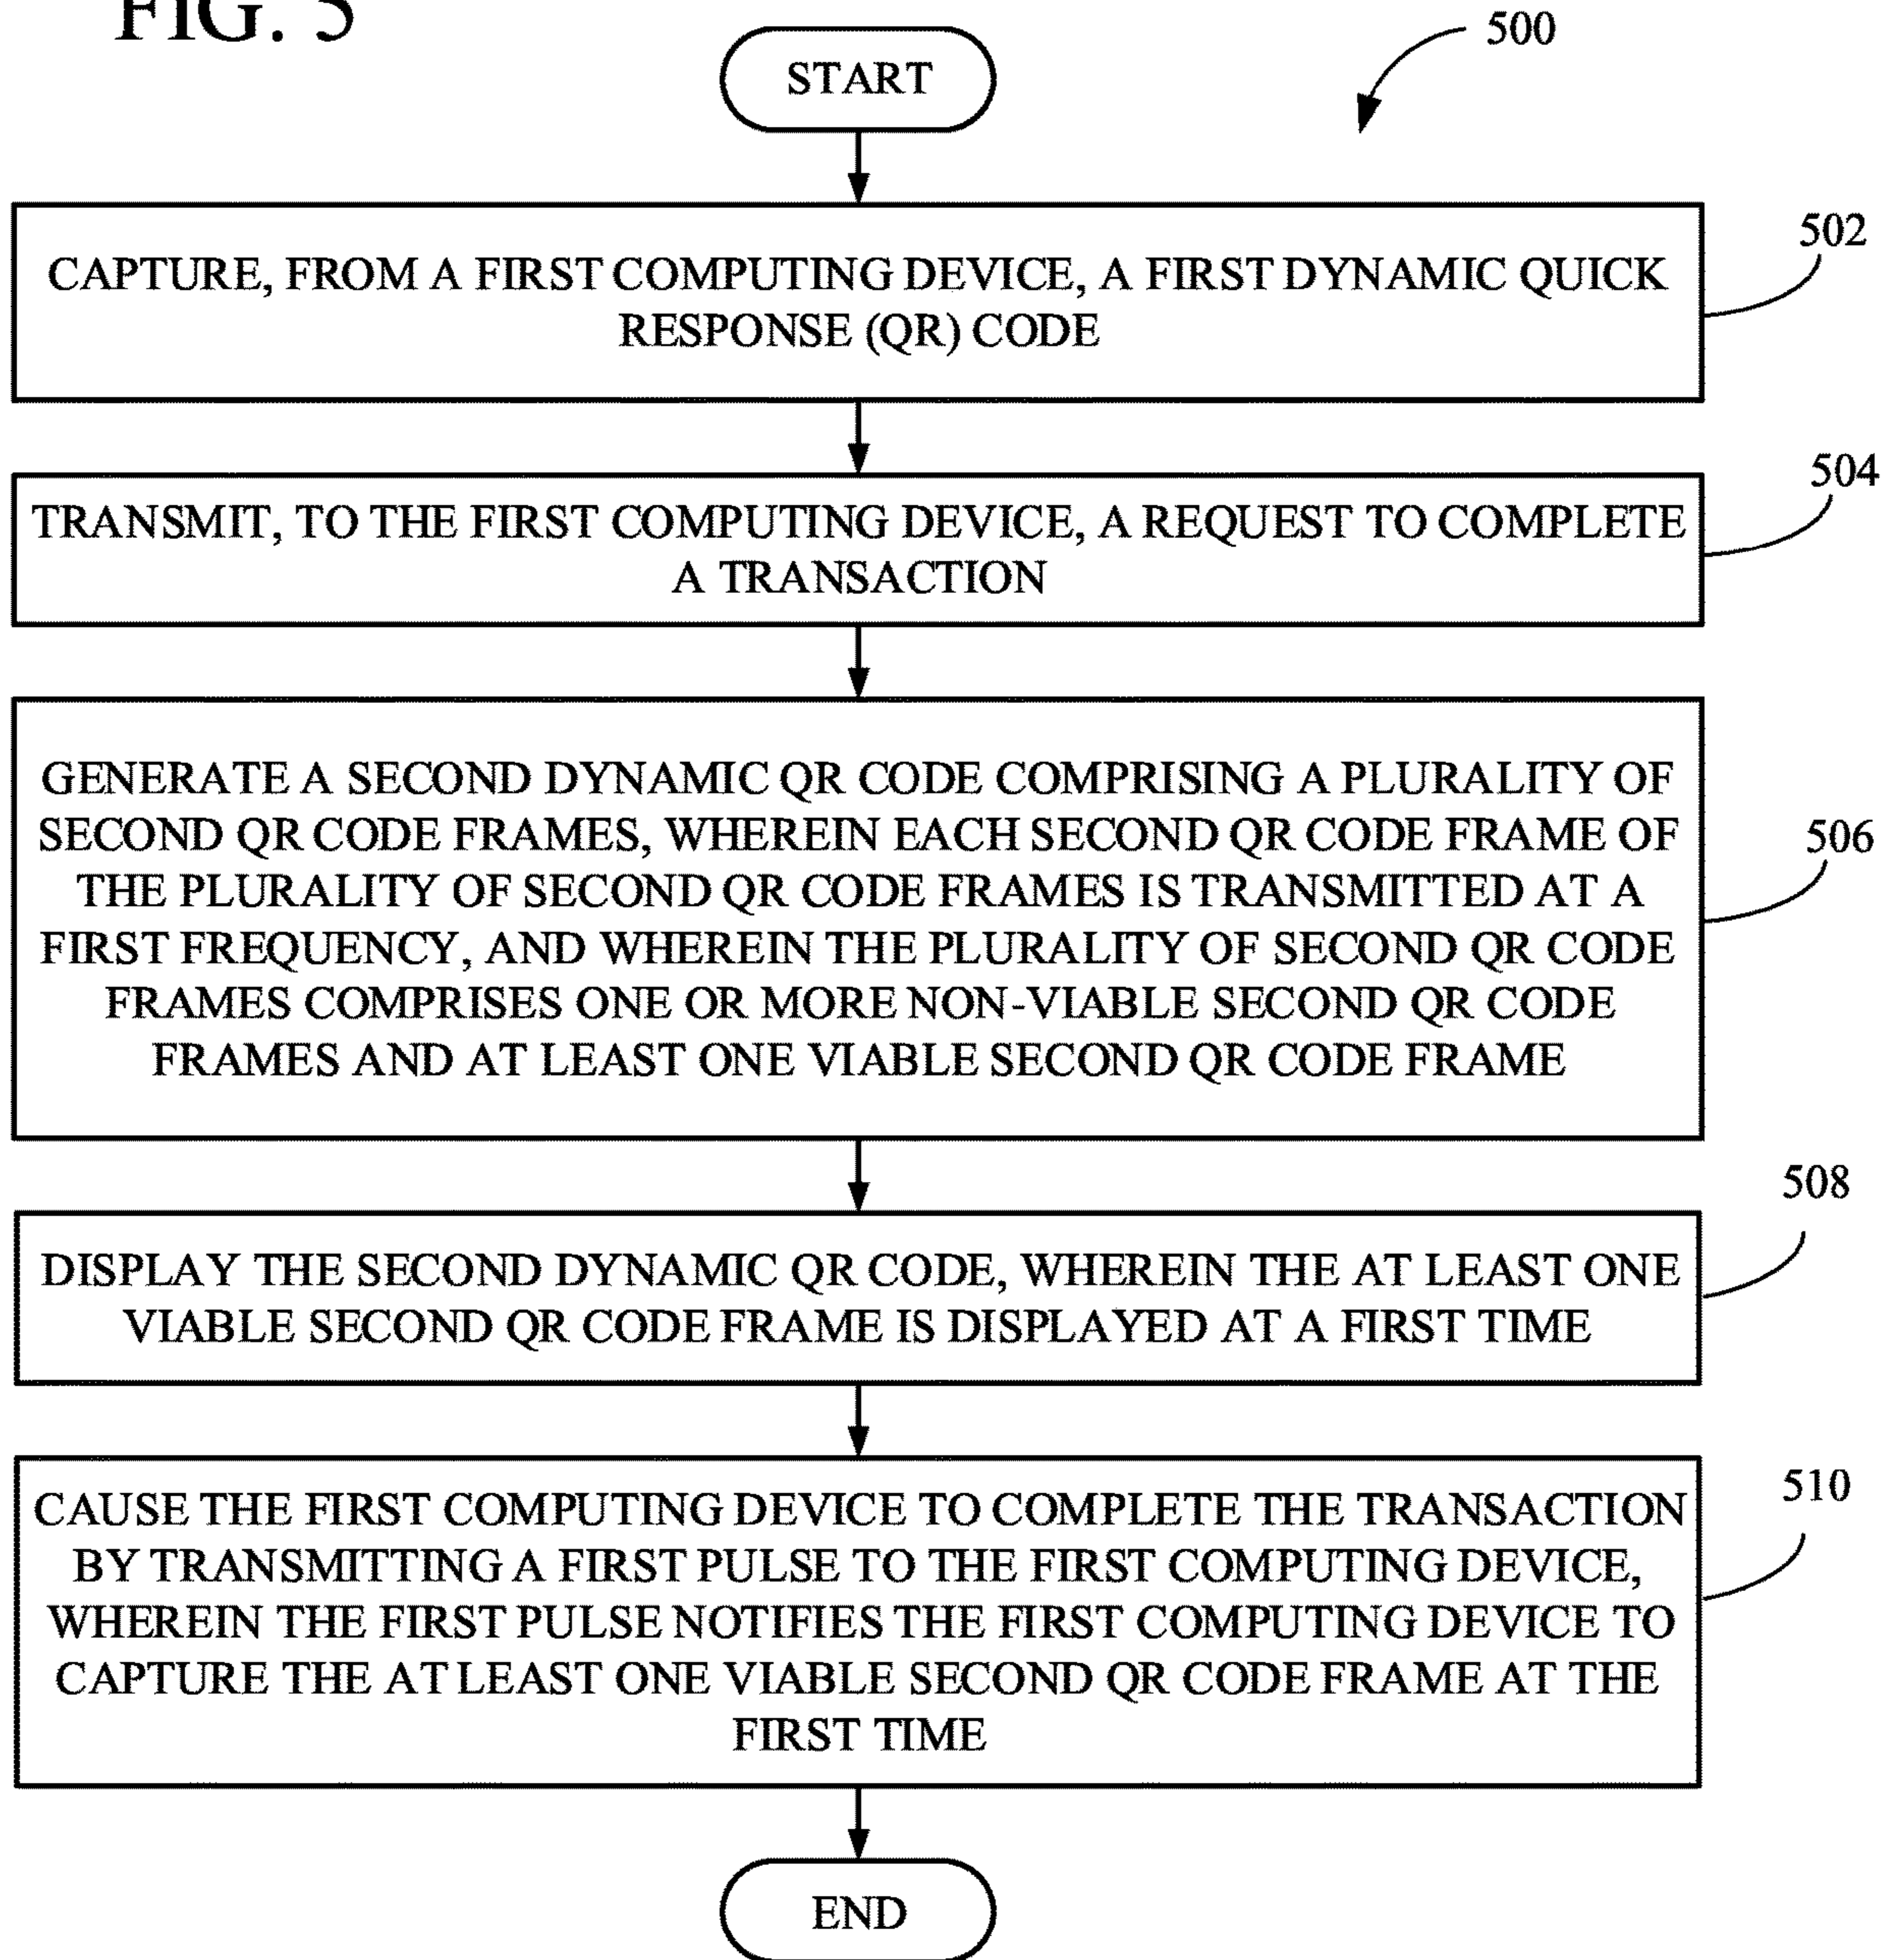 FIG. 5
500
START
502
CAPTURE, FROM A FIRST COMPUTING DEVICE, A FIRST DYNAMIC QUICK
RESPONSE (QR) CODE
504
TRANSMIT, TO THE FIRST COMPUTING DEVICE, A REQUEST TO COMPLETE
A TRANSACTION
GENERATE A SECOND DYNAMIC QR CODE COMPRISING A PLURALITY OF
SECOND QR CODE FRAMES, WHEREIN EACH SECOND QR CODE FRAME OF
506
THE PLURALITY OF SECOND QR CODE FRAMES IS TRANSMITTED AT A
FIRST FREQUENCY, AND WHEREIN THE PLURALITY OF SECOND QR CODE
FRAMES COMPRISES ONE OR MORE NON-VIABLE SECOND QR CODE
FRAMES AND AT LEAST ONE VIABLE SECOND QR CODE FRAME
508
DISPLAY THE SECOND DYNAMIC QR CODE, WHEREIN THE AT LEAST ONE
VIABLE SECOND QR CODE FRAME IS DISPLAYED AT A FIRST TIME
510
CAUSE THE FIRST COMPUTING DEVICE TO COMPLETE THE TRANSACTION
BY TRANSMITTING A FIRST PULSE TO THE FIRST COMPUTING DEVICE,
WHEREIN THE FIRST PULSE NOTIFIES THE FIRST COMPUTING DEVICE TO
CAPTURE THE AT LEAST ONE VIABLE SECOND QR CODE FRAME AT THE
FIRST TIME
END